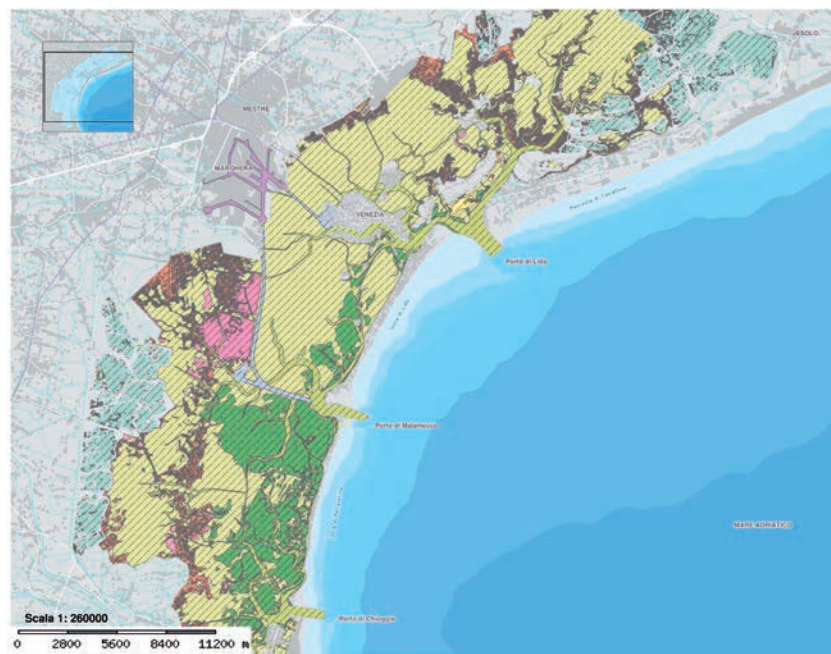 JESOLO
MESTRE
MARGHERA
VENEZIA
Porto di Lido
Porto di Malamocco
MARE ADRIATICO
Porto di Chioggia
Scala 1: 260000
0 2800 5600 8400 11200 m